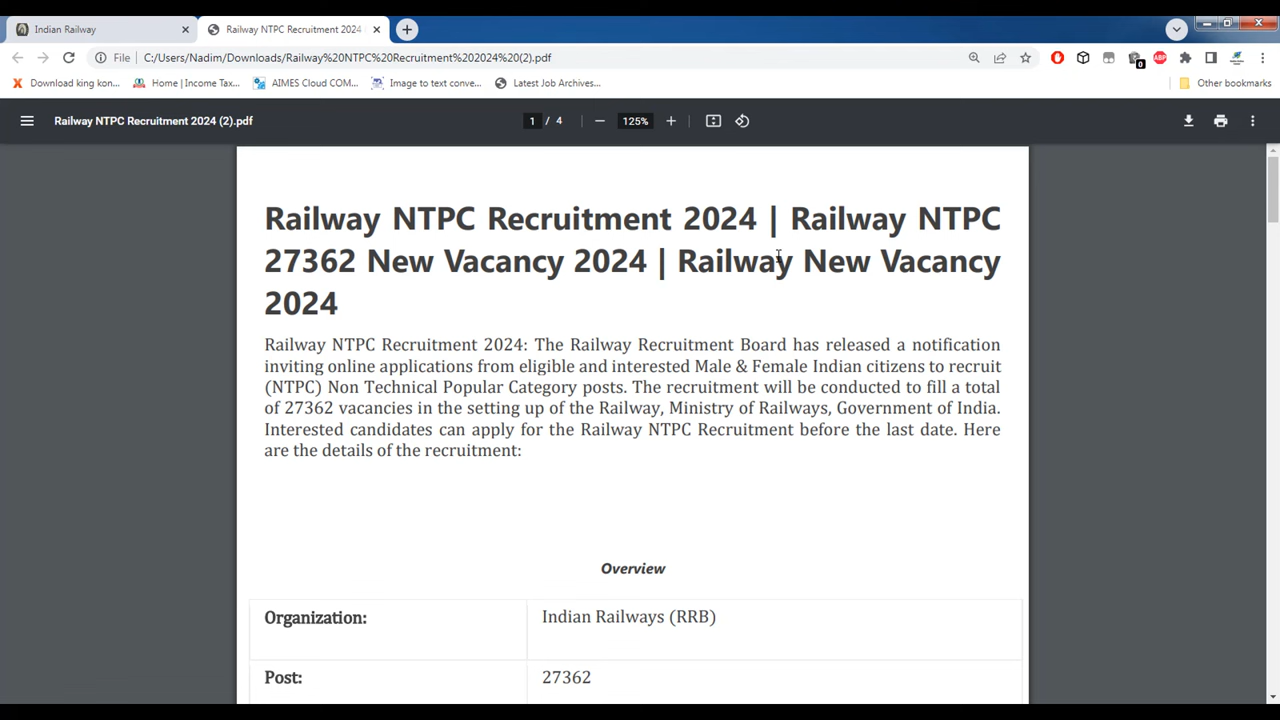 Indian Railway
Railway NTPC Recruitment 2024
File
C:/Users/Nadim/Downloads/Railway%20NTPC%20Recruitment%202024%20(2).pdf
0
ABP
Download king kon...
Home | Income Tax...
AIMES Cloud COM...
Image to text conve...
Latest Job Archives...
Other bookmarks
Railway NTPC Recruitment 2024 (2).pdf
1 / 4
125%
Railway NTPC Recruitment 2024 | Railway NTPC
27362 New Vacancy 2024 | Railway New Vacancy
2024
Railway NTPC Recruitment 2024: The Railway Recruitment Board has released a notification
inviting online applications from eligible and interested Male & Female Indian citizens to recruit
(NTPC) Non Technical Popular Category posts. The recruitment will be conducted to fill a total
of 27362 vacancies in the setting up of the Railway, Ministry of Railways, Government of India.
Interested candidates can apply for the Railway NTPC Recruitment before the last date. Here
are the details of the recruitment:
Overview
Organization: Indian Railways (RRB)
Post: 27362